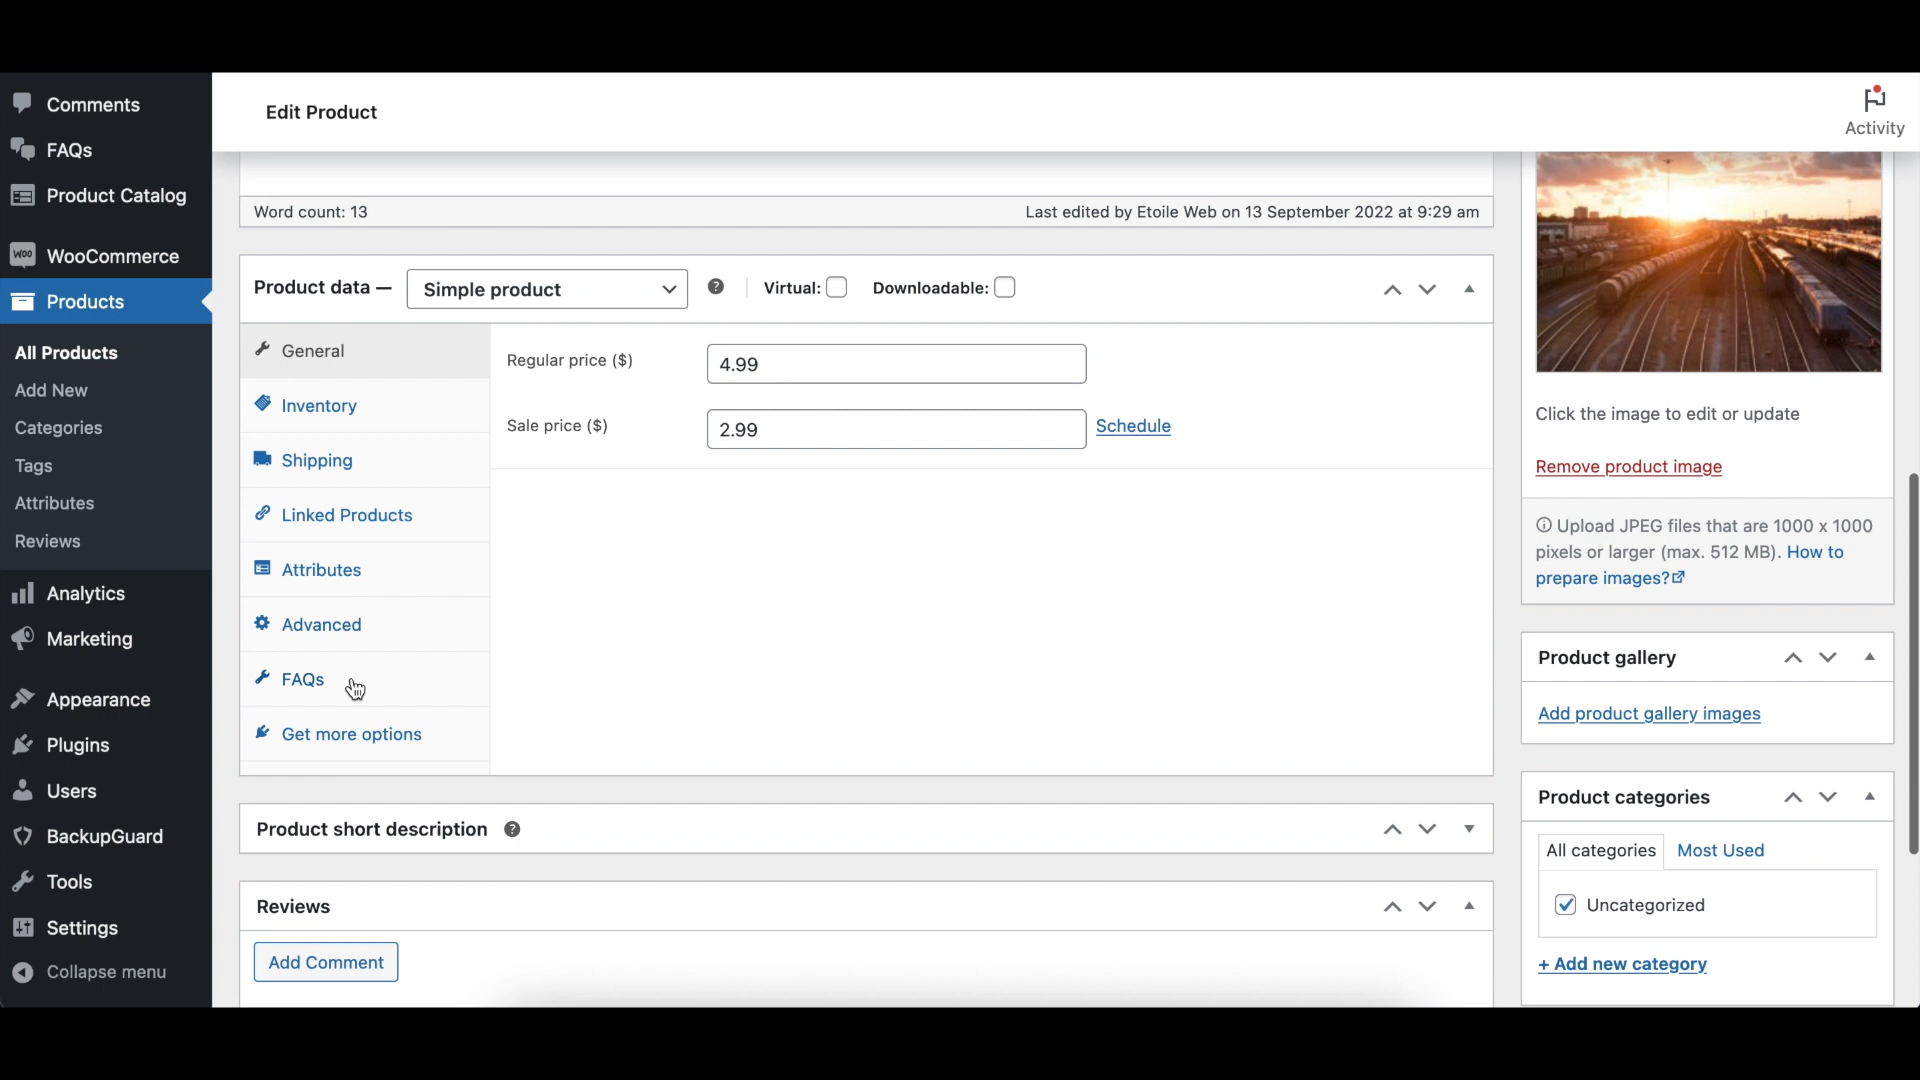 Comments
FAQs
Product Catalog
WOO WooCommerce
Products
All Products
Add New
Categories
Tags
Attributes
Reviews
Analytics
Marketing
Appearance
Plugins
Users
BackupGuard
Tools
Settings
Collapse menu
Edit Product
Activity
Word count: 13
Last edited by Etoile Web on 13 September 2022 at 9:29 am
Product data —
Simple product
Virtual:
Downloadable:
General
Inventory
Shipping
Linked Products
Attributes
Advanced
FAQs
Get more options
Regular price ($)
4.99
Sale price ($)
2.99
Schedule
Product short description
Reviews
Add Comment
Click the image to edit or update
Remove product image
Upload JPEG files that are 1000 x 1000
pixels or larger (max. 512 MB). How to
prepare images?
Product gallery
Add product gallery images
Product categories
All categories
Most Used
Uncategorized
+ Add new category